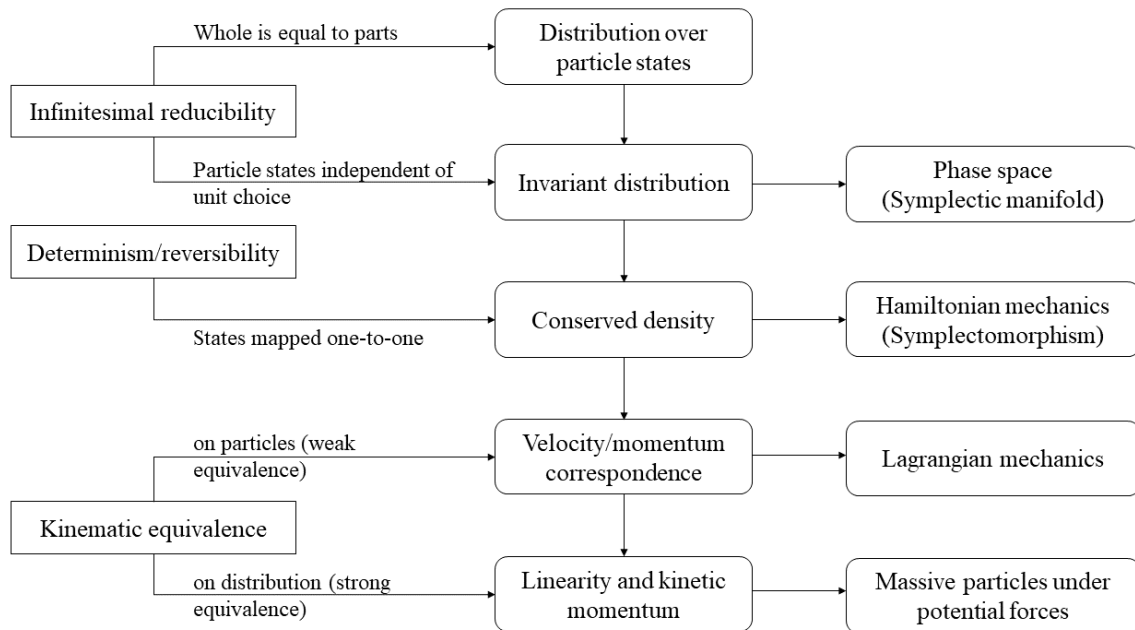 Whole is equal to parts
Distribution over
particle states
Infinitesimal reducibility
Particle states independent of
unit choice
Invariant distribution
Phase space
(Symplectic manifold)
Determinism/reversibility
States mapped one-to-one
Conserved density
Hamiltonian mechanics
(Symplectomorphism)
on particles (weak
equivalence)
Velocity/momentum
correspondence
Lagrangian mechanics
Kinematic equivalence
on distribution (strong
equivalence)
Linearity and kinetic
momentum
Massive particles under
potential forces